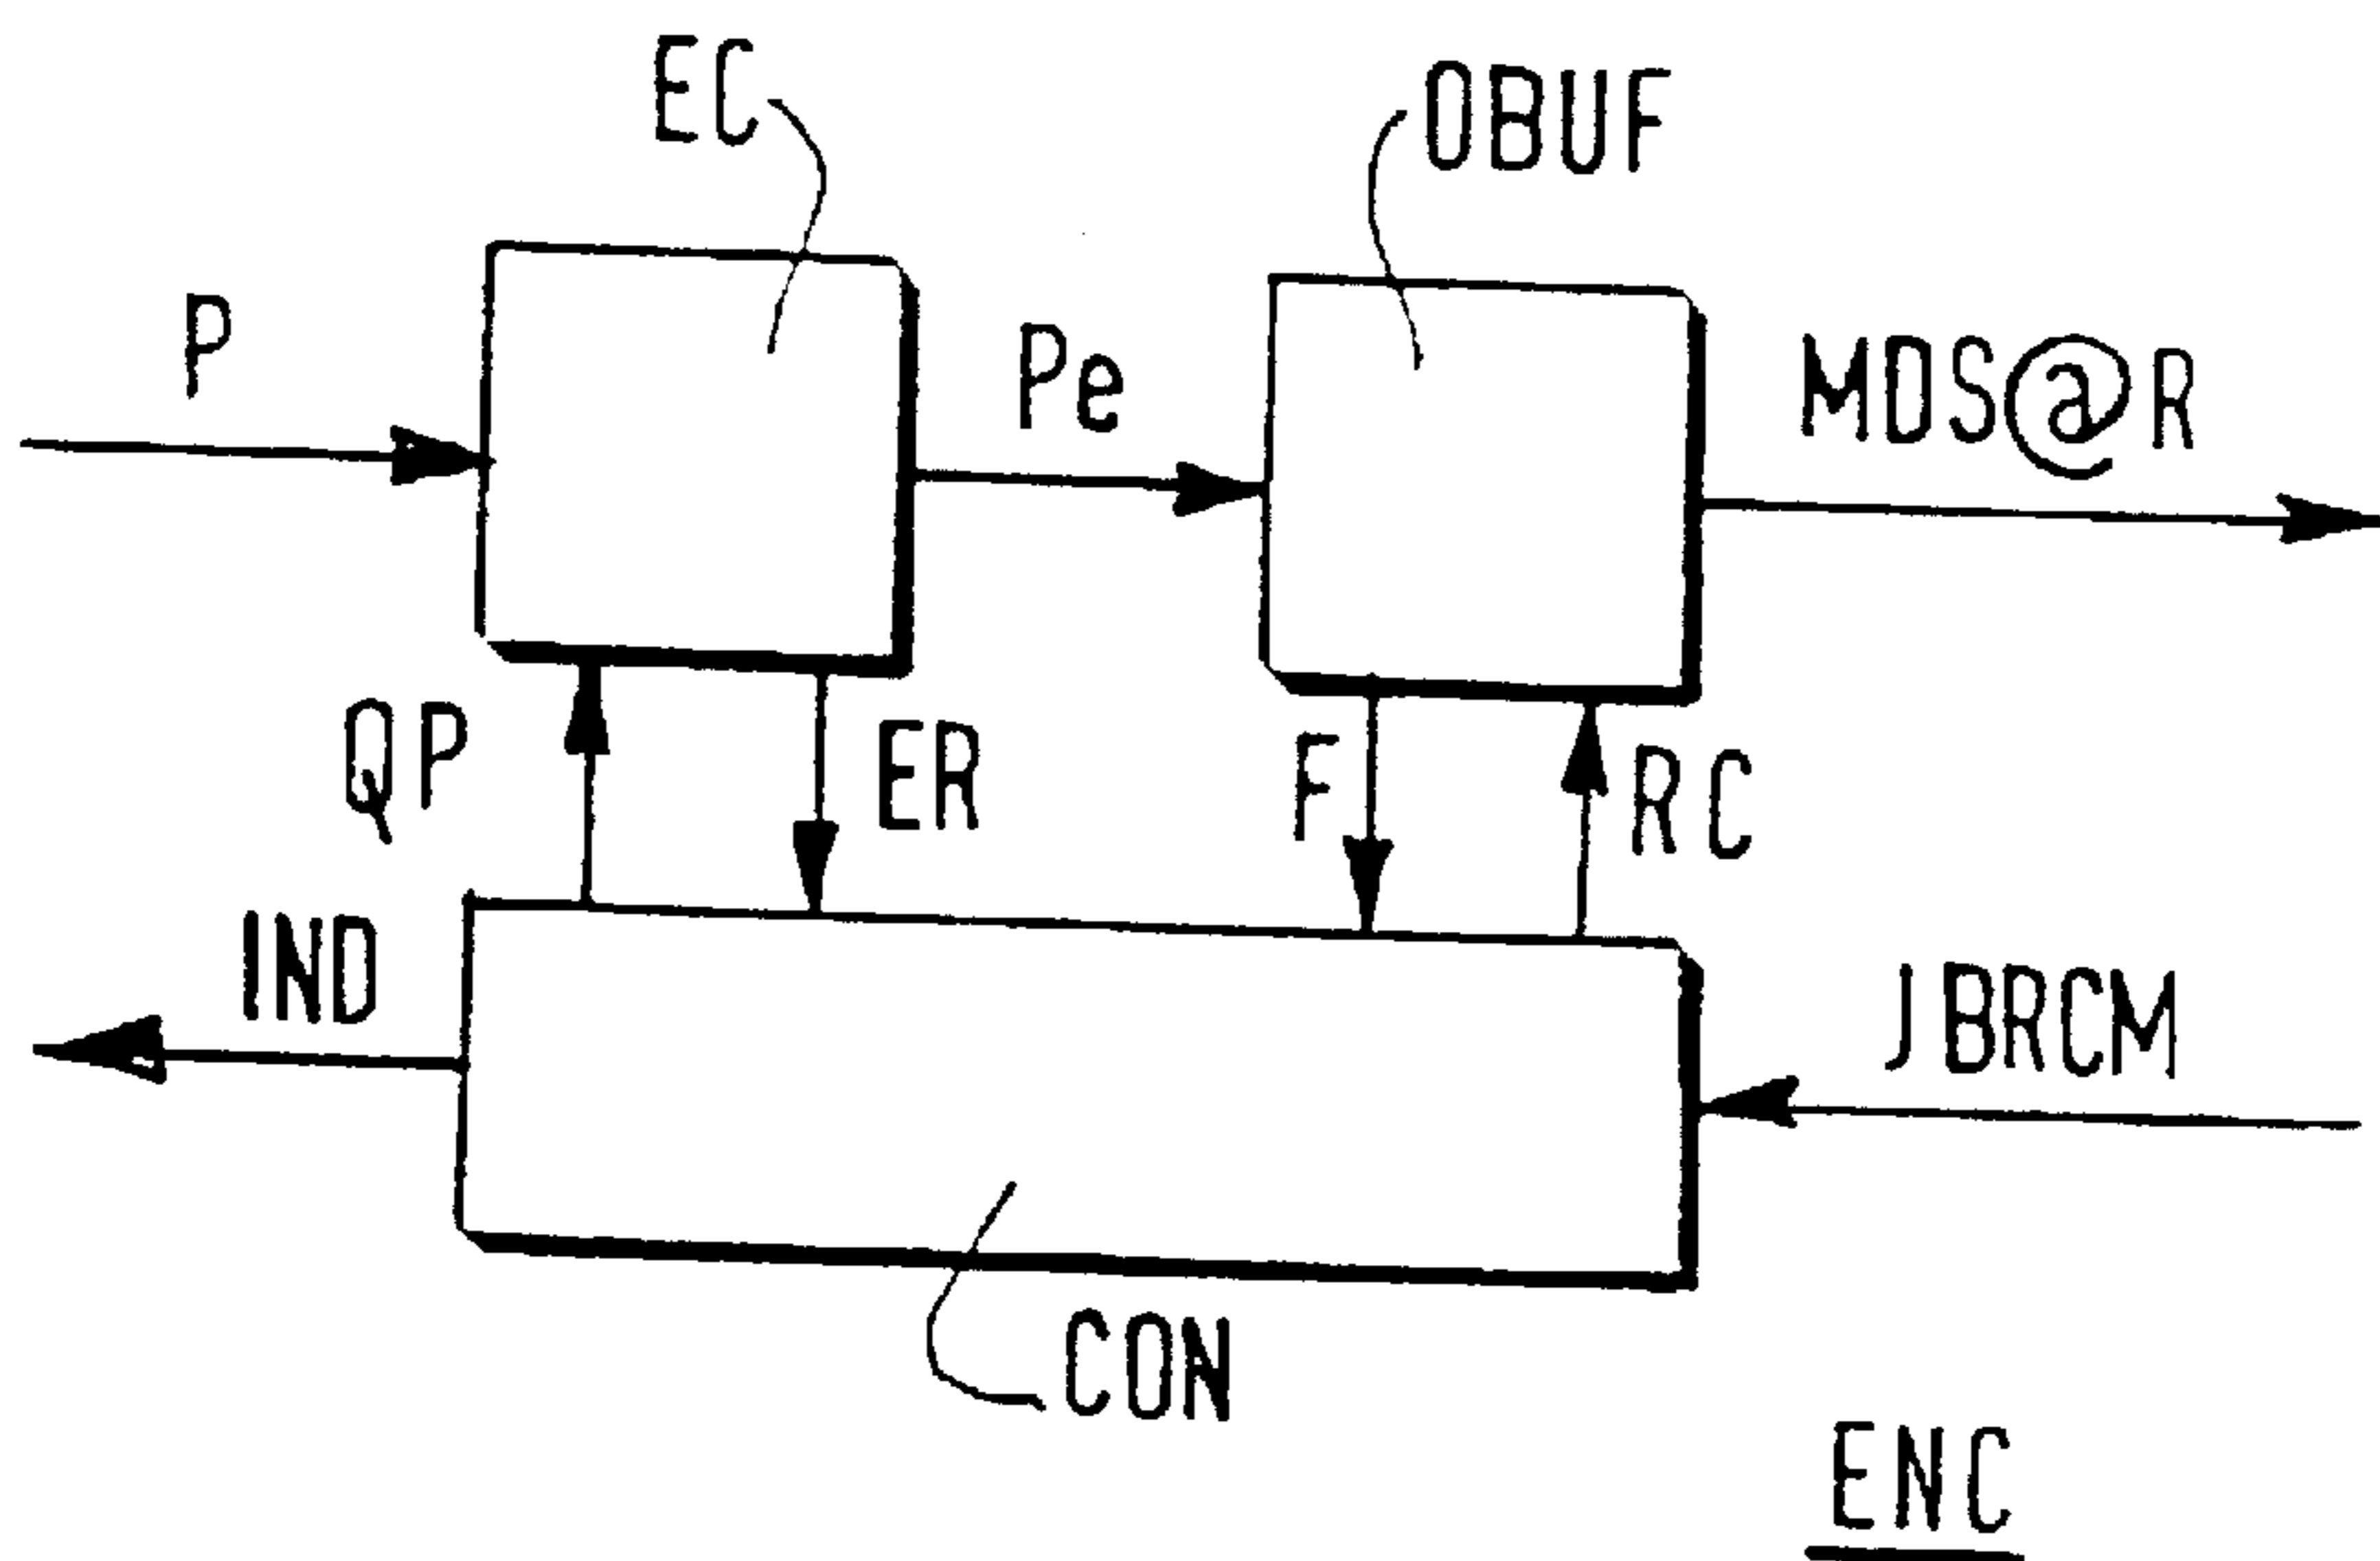 EC
OBUF
P
Pe
MDS@R
QP
ER
F
RC
IND
JBRCM
CON
ENC